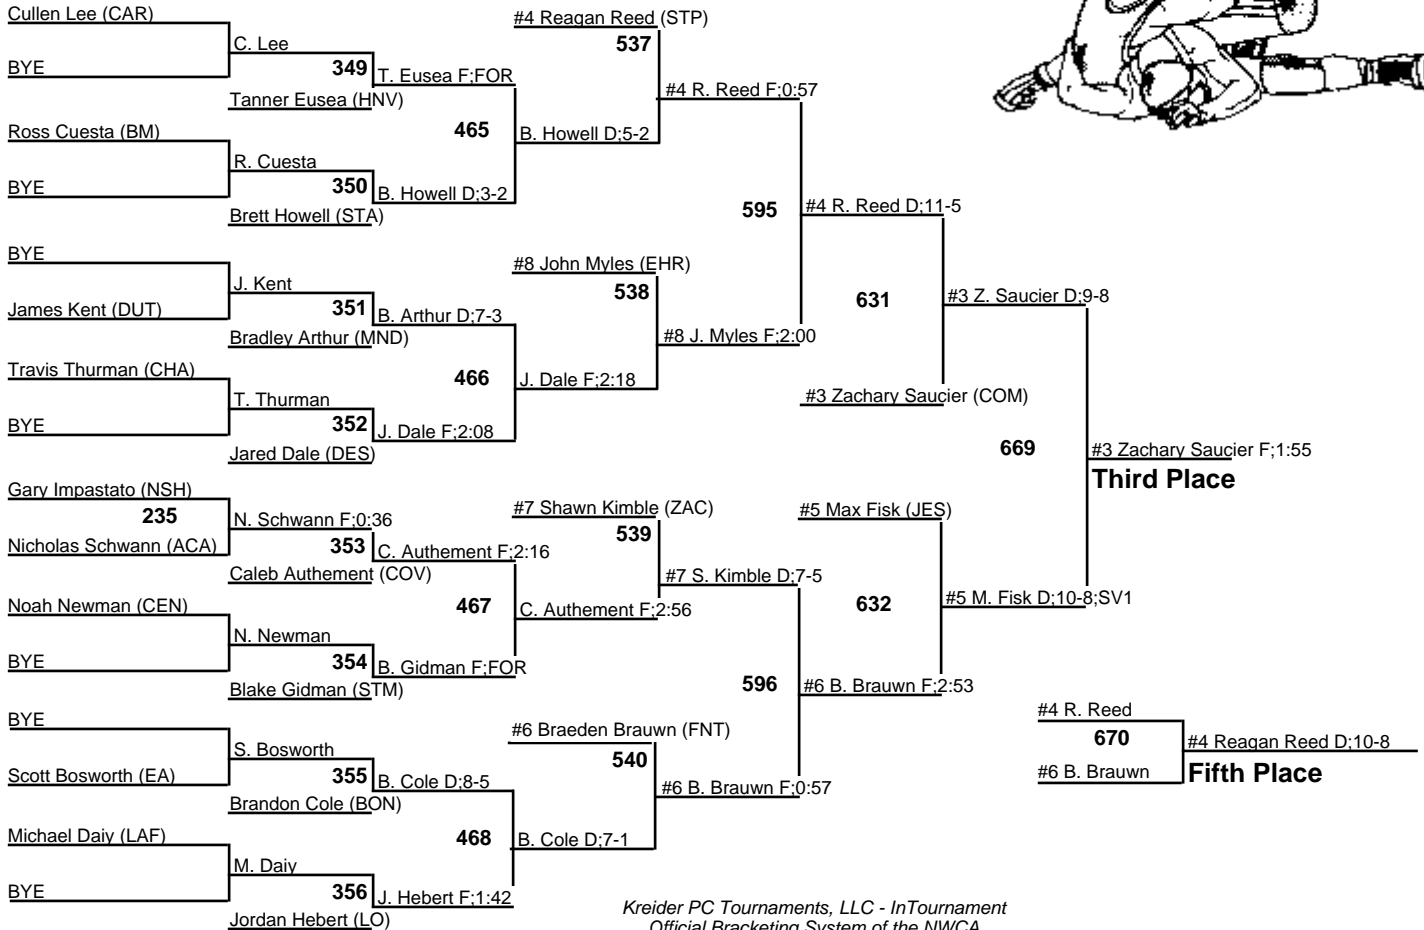 Cullen Lee (CAR)
BYE
C. Lee
349
Tanner Eusea (HNV)
T. Eusea F;FOR
Ross Cuesta (BM)
BYE
R. Cuesta
350
Brett Howell (STA)
B. Howell D;3-2
465
B. Howell D;5-2
#4 Reagan Reed (STP)
537
#4 R. Reed F;0:57
BYE
James Kent (DUT)
J. Kent
351
Bradley Arthur (MND)
B. Arthur D;7-3
Travis Thurman (CHA)
BYE
T. Thurman
352
Jared Dale (DES)
J. Dale F;2:08
466
J. Dale F;2:18
#8 John Myles (EHR)
538
#8 J. Myles F;2:00
595
#4 R. Reed D;11-5
631
#3 Zachary Saucier (COM)
#3 Z. Saucier D;9-8
Gary Impastato (NSH)
235
Nicholas Schwann (ACA)
N. Schwann F;0:36
353
Caleb Authement (COV)
C. Authement F;2:16
Noah Newman (CEN)
BYE
N. Newman
354
Blake Gidman (STM)
B. Gidman F;FOR
467
C. Authement F;2:56
#7 Shawn Kimble (ZAC)
539
#7 S. Kimble D;7-5
BYE
Scott Bosworth (EA)
S. Bosworth
355
Brandon Cole (BON)
B. Cole D;8-5
Michael Daiy (LAF)
BYE
M. Daiy
356
Jordan Hebert (LO)
J. Hebert F;1:42
468
B. Cole D;7-1
#6 Braeden Brauwn (FNT)
540
#6 B. Brauwn F;0:57
596
#6 B. Brauwn F;2:53
#5 Max Fisk (JES)
632
#5 M. Fisk D;10-8;SV1
669
#3 Zachary Saucier F;1:55
Third Place
#4 R. Reed
670
#6 B. Brauwn
#4 Reagan Reed D;10-8
Fifth Place
Kreider PC Tournaments, LLC - InTournament
Official Bracketing System of the NWCA